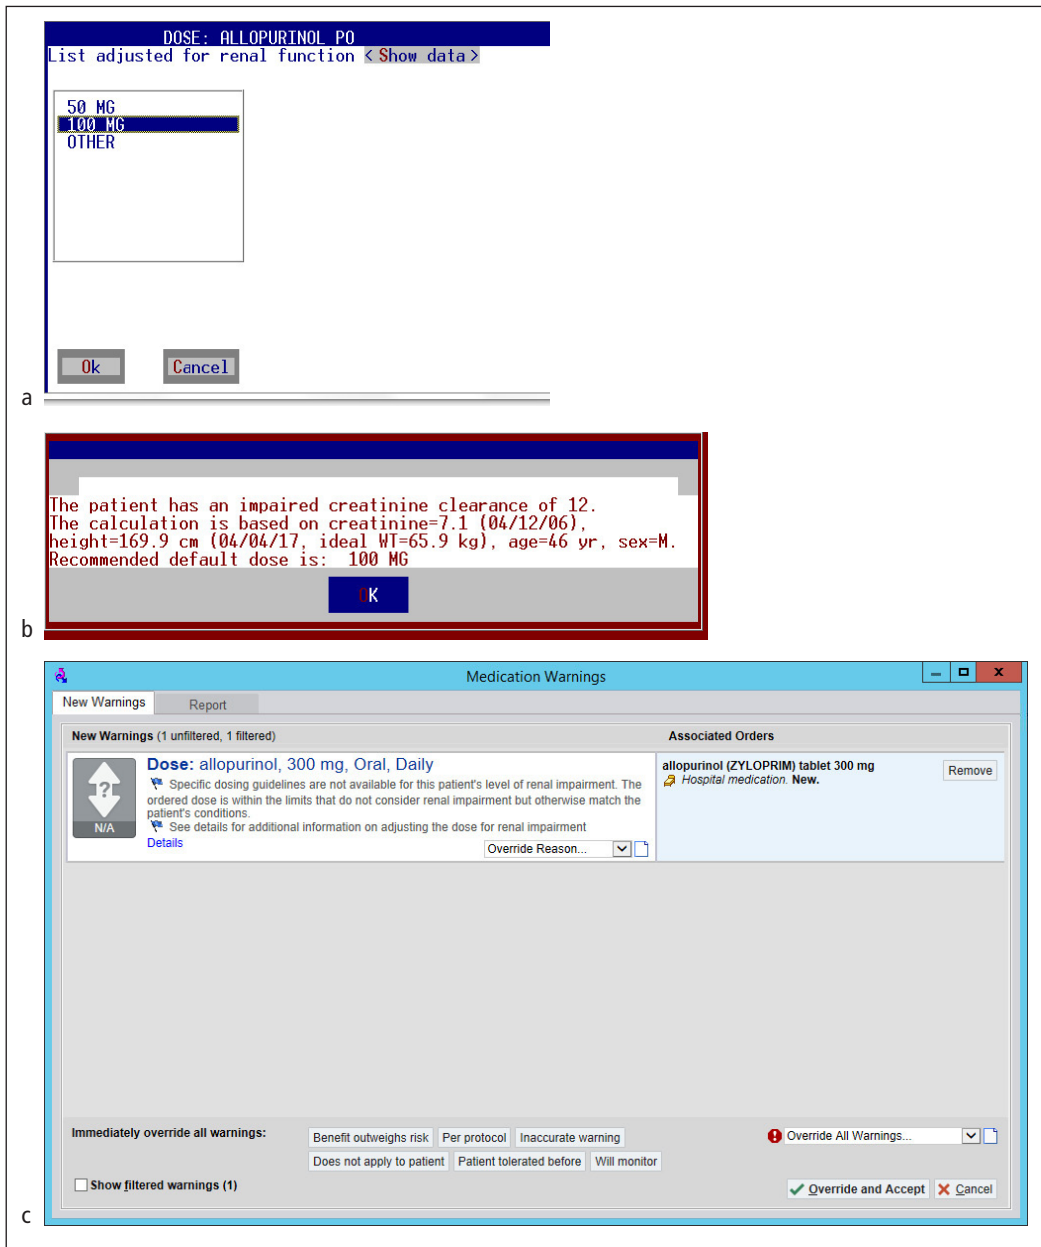 DOSE: ALLOPURINOL PO
List adjusted for renal function <Show data>
50 MG
100 MG
OTHER
Ok Cancel
a
The patient has an impaired creatinine clearance of 12.
The calculation is based on creatinine=7.1 (04/12/06),
height=169.9 cm (04/04/17, ideal WT=65.9 kg), age=46 yr, sex=M.
Recommended default dose is: 100 MG
OK
b
Medication Warnings
New Warnings Report
New Warnings (1 unfiltered, 1 filtered) Associated Orders
Dose: allopurinol, 300 mg, Oral, Daily
Specific dosing guidelines are not available for this patient's level of renal impairment. The
ordered dose is within the limits that do not consider renal impairment but otherwise match the
patient's conditions.
See details for additional information on adjusting the dose for renal impairment
?
N/A
Details
Override Reason...
allopurinol (ZYLOPRIM) tablet 300 mg
Hospital medication. New.
Remove
Immediately override all warnings:
Benefit outweighs risk Per protocol Inaccurate warning
Override All Warnings...
Does not apply to patient Patient tolerated before Will monitor
Show filtered warnings (1)
Override and Accept Cancel
c